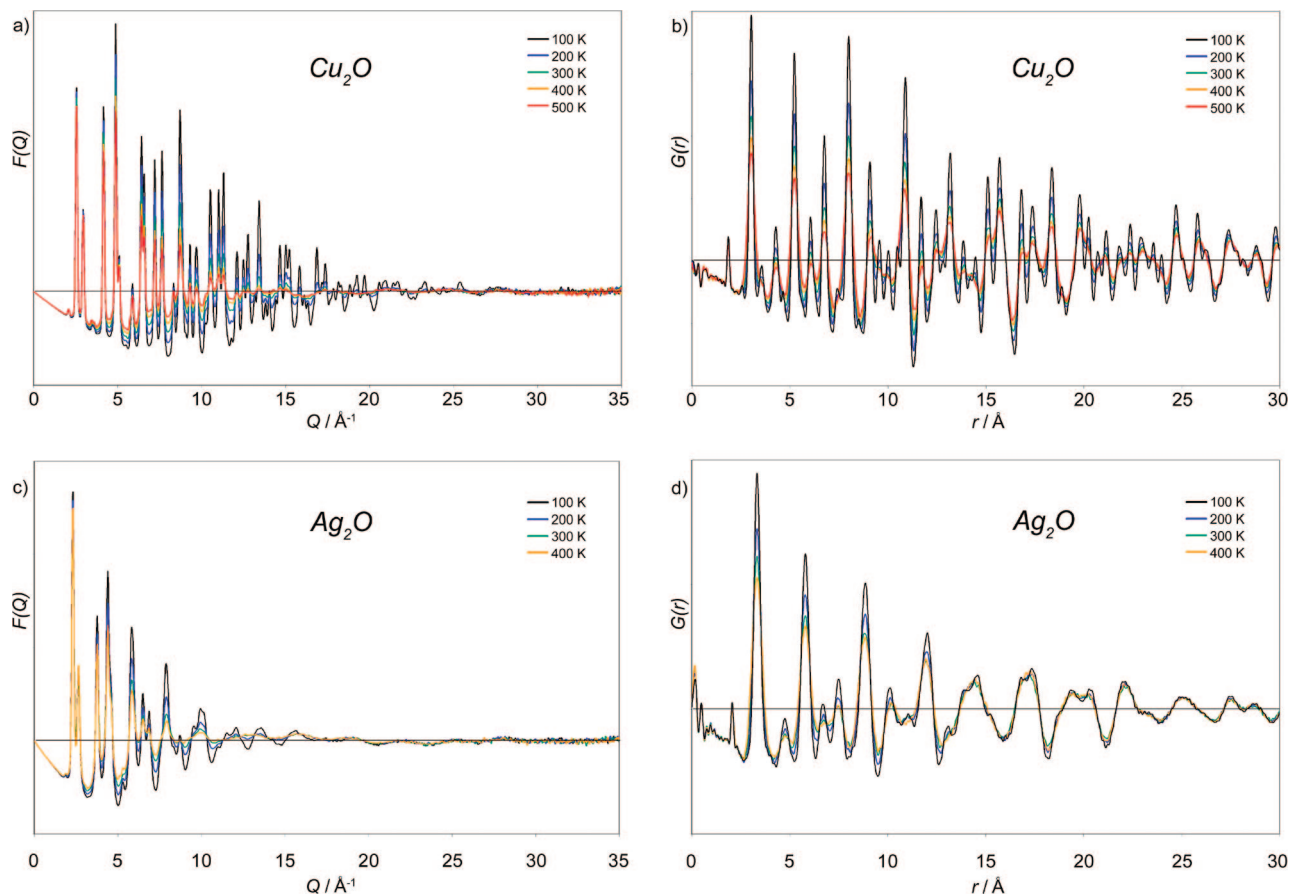 a)
Cu2O
100 K
200 K
300 K
400 K
500 K
F(Q)
0 5 10 15 20 25 30 35
Q / Å-1
b)
Cu2O
100 K
200 K
300 K
400 K
500 K
G(r)
0 5 10 15 20 25 30
r / Å
c)
Ag2O
100 K
200 K
300 K
400 K
F(Q)
0 5 10 15 20 25 30 35
Q / Å-1
d)
Ag2O
100 K
200 K
300 K
400 K
G(r)
0 5 10 15 20 25 30
r / Å